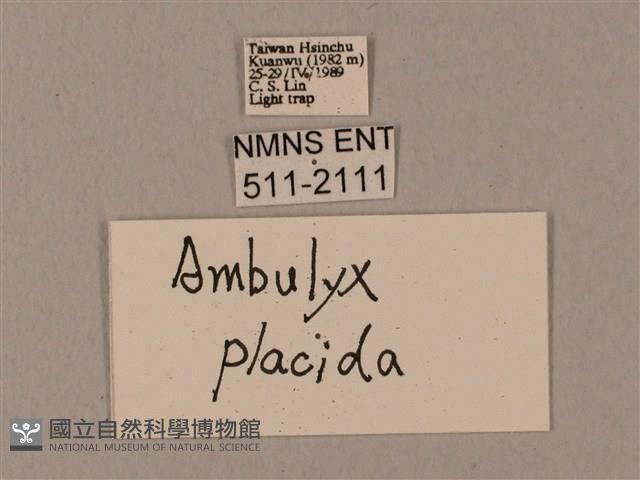 Taiwan Hsinchu
Kuanwu (1982 m)
25-29/IV/1989
C. S. Lin
Light trap
NMNS ENT
511-2111
Ambulyx
placida
國立自然科學博物館
NATIONAL MUSEUM OF NATURAL SCIENCE